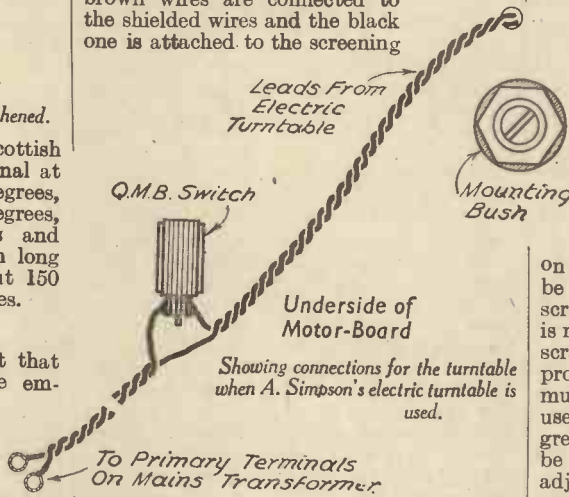 brown wires are connected to
the shielded wires and the black
one is attached to the screening
hened.
cottish
nal at
egrees,
egrees,
and
n long
ut 150
es.
t that
e em-
Leads From
Electric
Turntable
Q.M.B. Switch
Mounting
Bush
Underside of
Motor-Board
Showing connections for the turntable
when A. Simpson's electric turntable is
used.
To Primary Terminals
On Mains Transformer.
on
be
scr
is r
scr
pro
mu
use
gre
be
adj